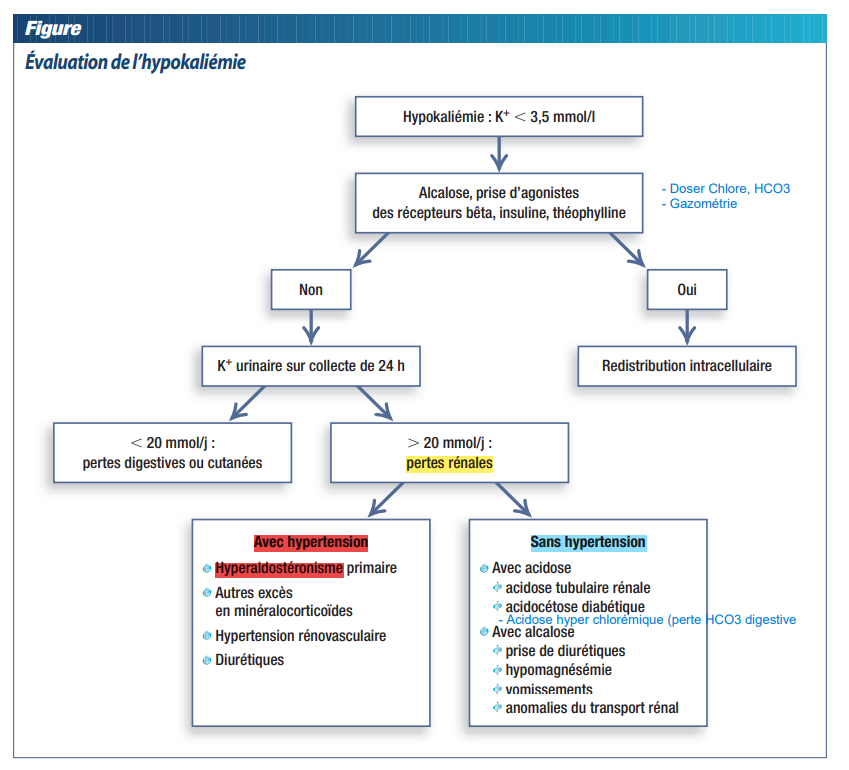 Figure
Évaluation de l'hypokaliémie
Hypokaliémie : K⁺ < 3,5 mmol/l
Alcalose, prise d'agonistes
des récepteurs bêta, insuline, théophylline
- Doser Chlore, HCO3
- Gazométrie
Non
Oui
K⁺ urinaire sur collecte de 24 h
Redistribution intracellulaire
< 20 mmol/j :
pertes digestives ou cutanées
> 20 mmol/j :
pertes rénales
Avec hypertension
Hyperaldostéronisme primaire
Autres excès
en minéralocorticoïdes
Hypertension rénovasculaire
Diurétiques
Sans hypertension
Avec acidose
acidose tubulaire rénale
acidocétose diabétique
- Acidose hyper chlorémique (perte HCO3 digestive
Avec alcalose
prise de diurétiques
hypomagnésémie
vomissements
anomalies du transport rénal